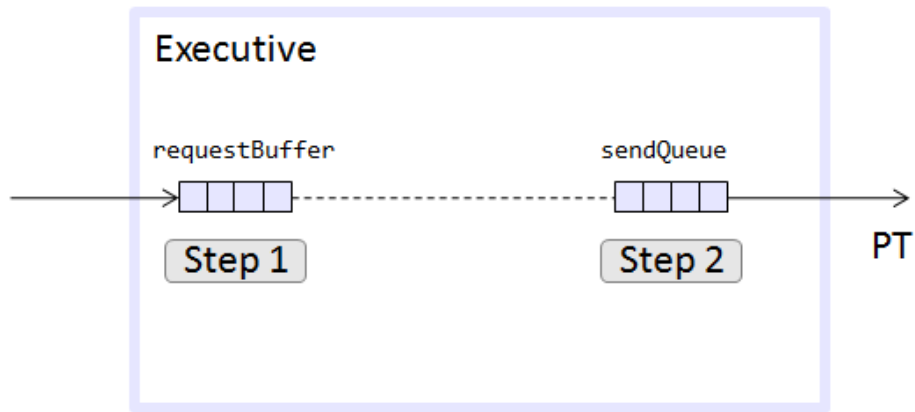 Executive
requestBuffer
sendQueue
Step 1
Step 2
PT